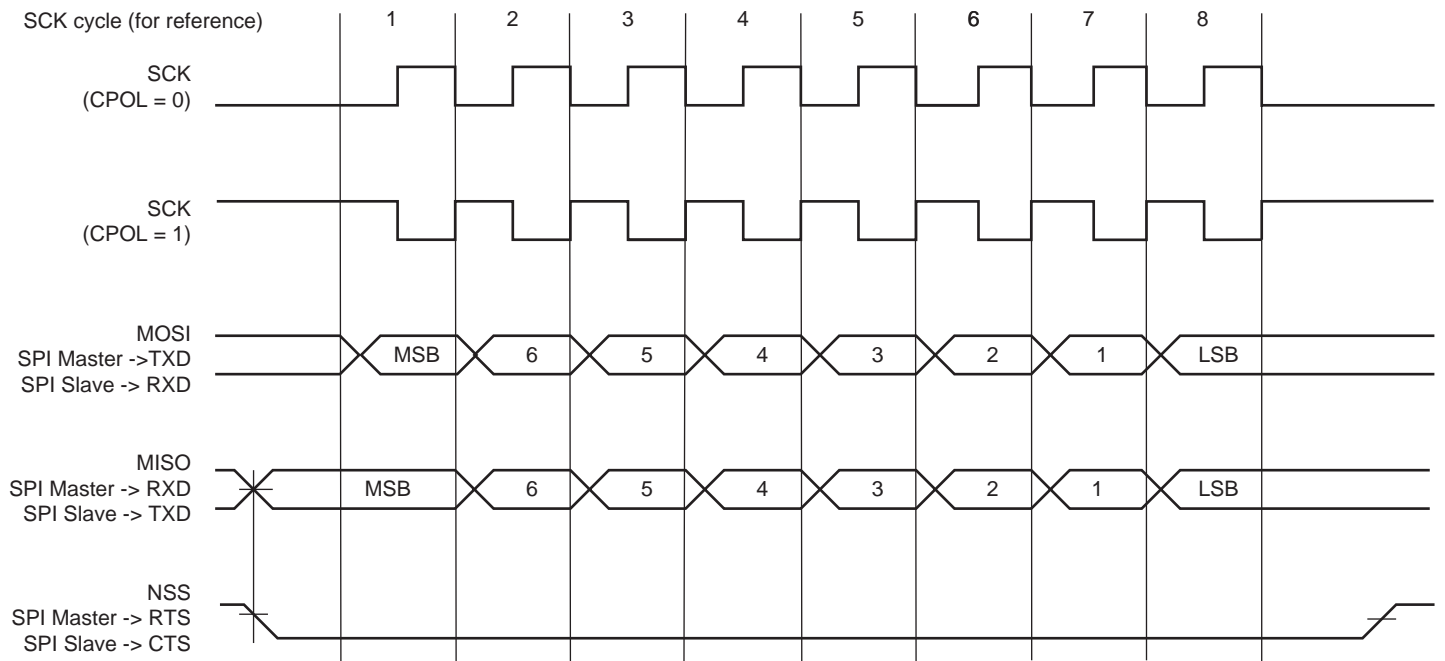 SCK cycle (for reference) 1 2 3 4 5 6 7 8
SCK
(CPOL = 0)
SCK
(CPOL = 1)
MOSI
SPI Master ->TXD
SPI Slave -> RXD
MSB 6 5 4 3 2 1 LSB
MISO
SPI Master -> RXD
SPI Slave -> TXD
MSB 6 5 4 3 2 1 LSB
NSS
SPI Master -> RTS
SPI Slave -> CTS